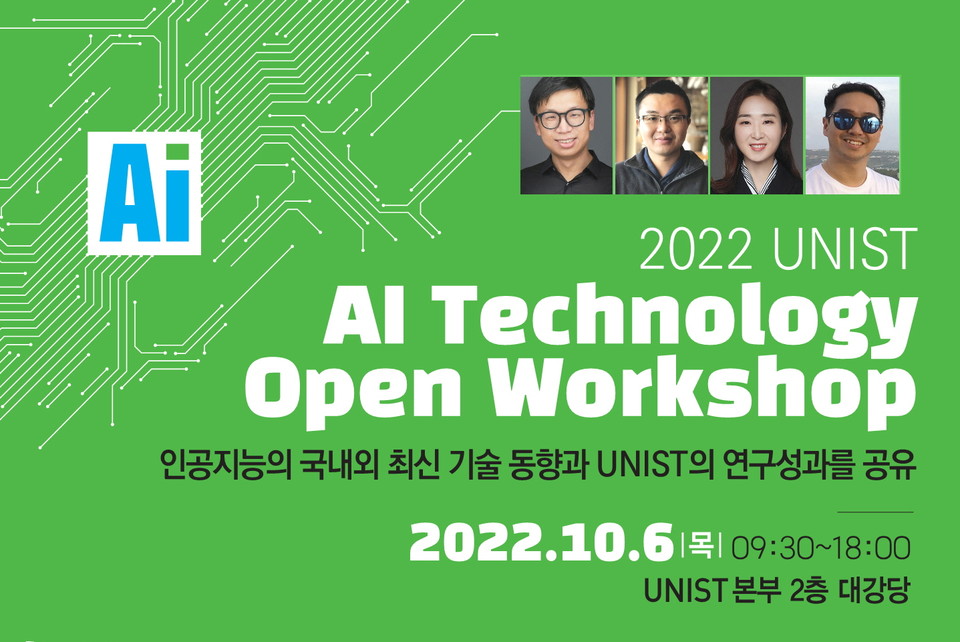 Ai
2022 UNIST
AI Technology
Open Workshop
인공지능의 국내외 최신 기술 동향과 UNIST의 연구성과를 공유
2022.10.6|목| 09:30~18:00
UNIST 본부 2층 대강당